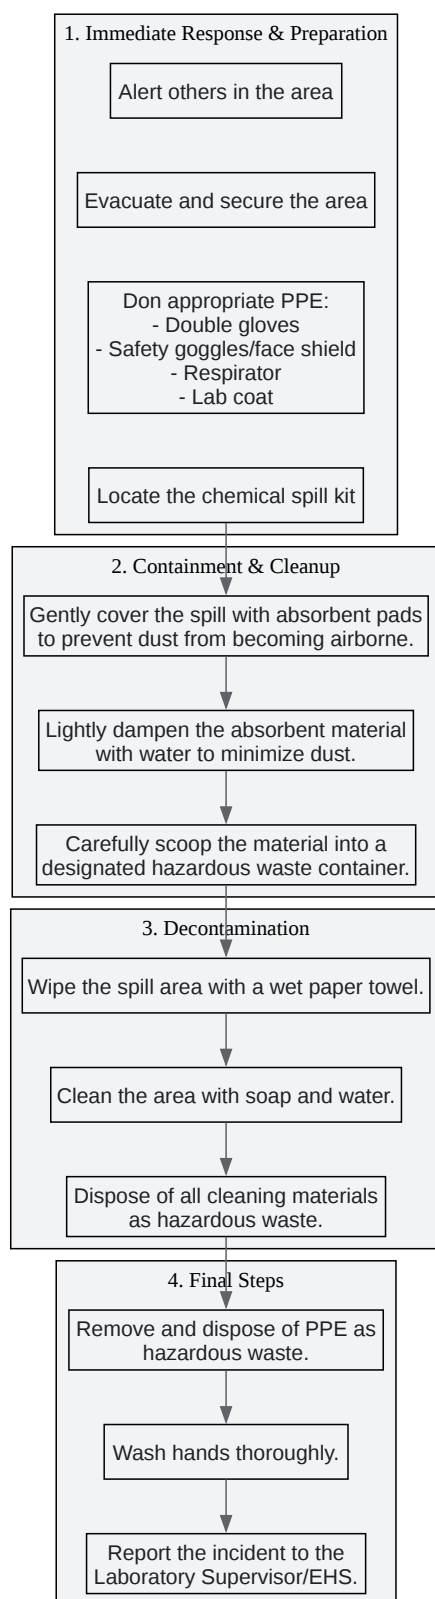 1. Immediate Response & Preparation
Alert others in the area
Evacuate and secure the area
Don appropriate PPE:
- Double gloves
- Safety goggles/face shield
- Respirator
- Lab coat
Locate the chemical spill kit
2. Containment & Cleanup
Gently cover the spill with absorbent pads
to prevent dust from becoming airborne.
Lightly dampen the absorbent material
with water to minimize dust.
Carefully scoop the material into a
designated hazardous waste container.
3. Decontamination
Wipe the spill area with a wet paper towel.
Clean the area with soap and water.
Dispose of all cleaning materials
as hazardous waste.
4. Final Steps
Remove and dispose of PPE as
hazardous waste.
Wash hands thoroughly.
Report the incident to the
Laboratory Supervisor/EHS.